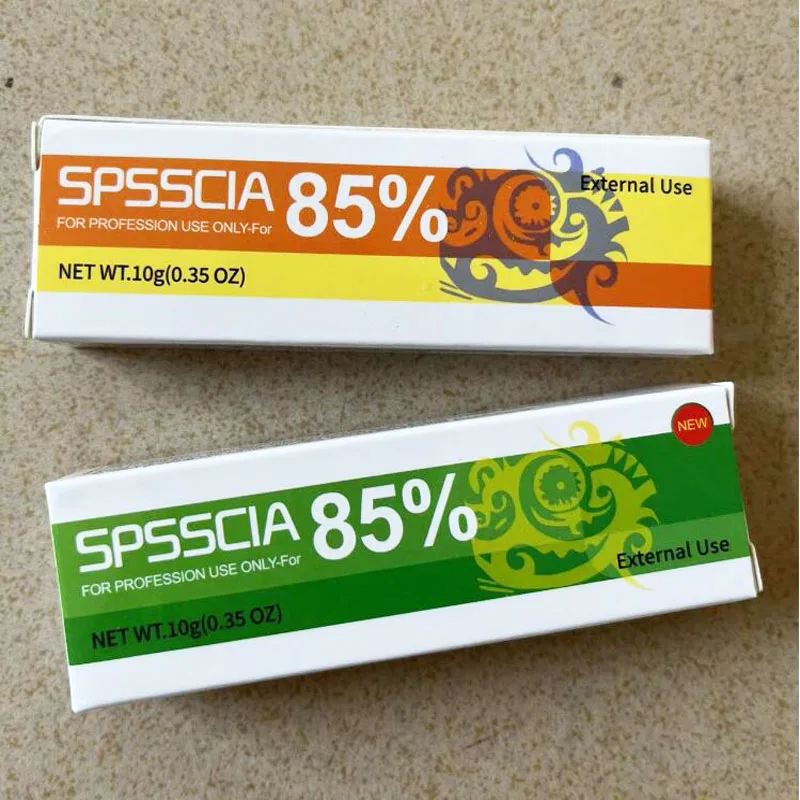 SPSSCIA 85%
External Use
FOR PROFESSION USE ONLY-For
NET WT.10g(0.35 OZ)
NEW
SPSSCIA 85%
FOR PROFESSION USE ONLY-For
External Use
NET WT.10g(0.35 OZ)